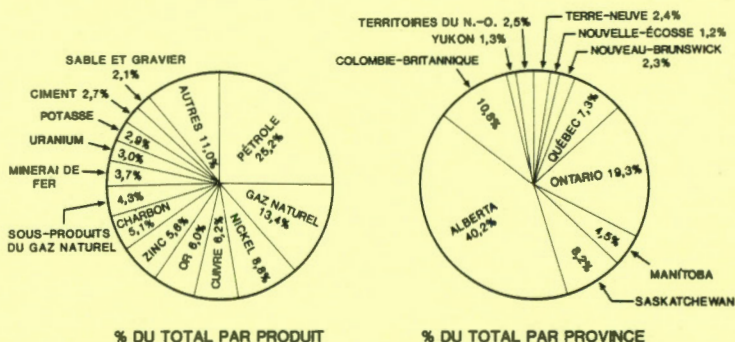 SABLE ET GRAVIER
2,1%
CIMENT 2,7%
POTASSE
2,9%
URANIUM
3,0%
MINERAI DE
FER
3,7%
4,3%
SOUS-PRODUITS
DU GAZ NATUREL
CHARBON
5,1%
ZINC 5,6%
OR 6,0%
CUIVRE 6,2%
NICKEL 8,8%
GAZ NATUREL
13,4%
PÉTROLE
25,2%
AUTRES 11,0%
% DU TOTAL PAR PRODUIT
TERRITOIRES DU N.-O. 2,5%
YUKON 1,3%
COLOMBIE-BRITANNIQUE
10,8%
TERRE-NEUVE 2,4%
NOUVELLE-ÉCOSSE 1,2%
NOUVEAU-BRUNSWICK
2,3%
QUÉBEC 7,3%
ONTARIO 19,3%
4,5%
MANITOBA
8,2%
SASKATCHEWAN
ALBERTA
40,2%
% DU TOTAL PAR PROVINCE